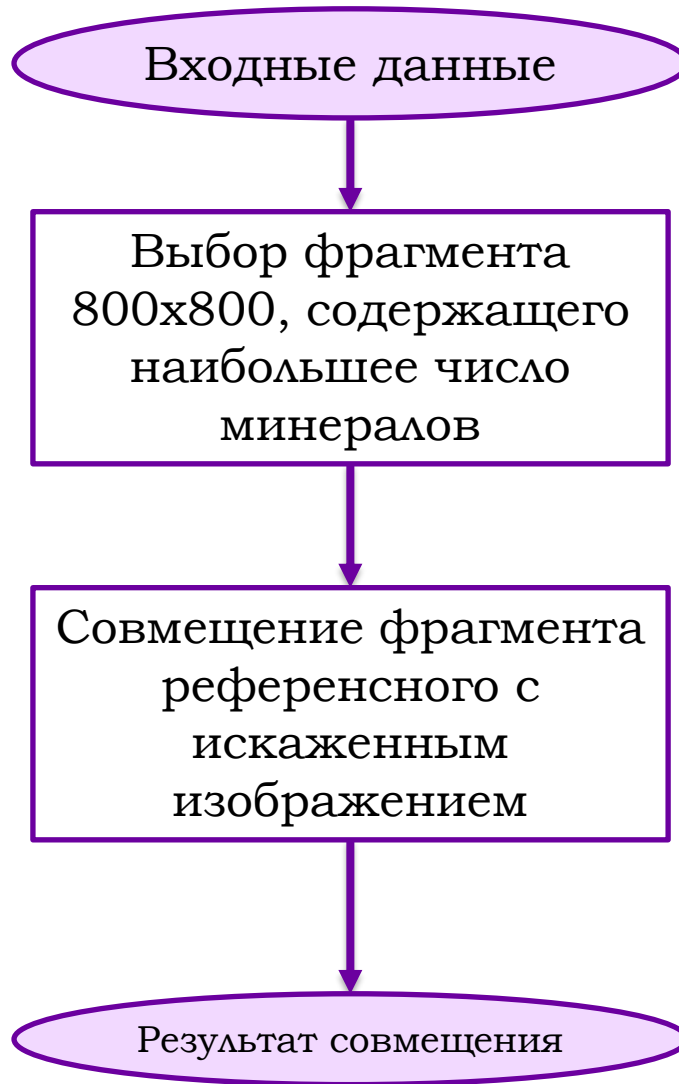 Входные данные
Выбор фрагмента
800х800, содержащего
наибольшее число
минералов
Совмещение фрагмента
референсного с
искаженным
изображением
Результат совмещения